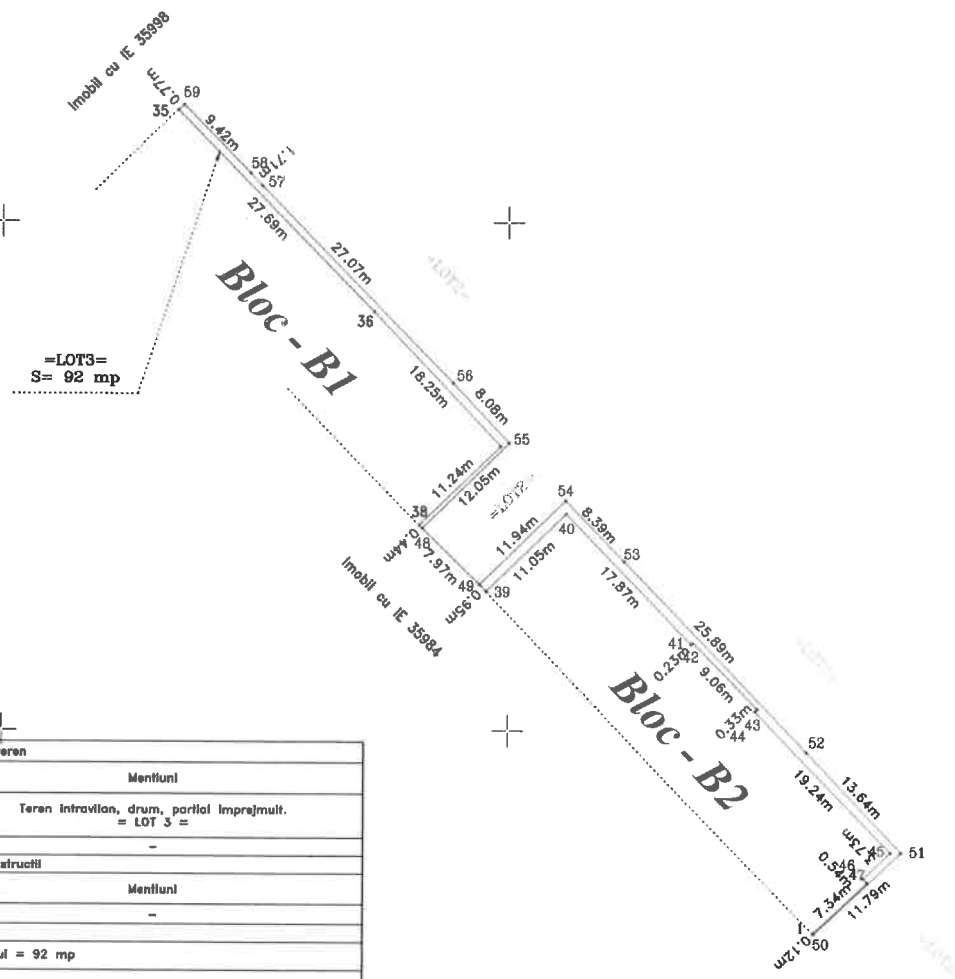 Imobil cu IE 35998
0.77m
59
35
9.42m
58
1.71m
57
27.69m
27.07m
=LOT2=
36
Bloc - B1
=LOT3=
S= 92 mp
56
18.25m
8.08m
55
11.24m
12.05m
=LOT2=
54
38
40
8.39m
48
0.44m
11.94m
53
7.97m
11.05m
17.87m
49
39
0.95m
Imobil cu IE 35984
25.89m
41
42
0.23m
9.06m
43
0.33m
44
Bloc - B2
52
19.24m
13.64m
45
51
46
0.54m
47
7.34m
11.79m
1
50
0.12m
Mentiuni
Teren intravilan, drum, partial imprejmuit.
= LOT 3 =
-
Mentiuni
-
= 92 mp